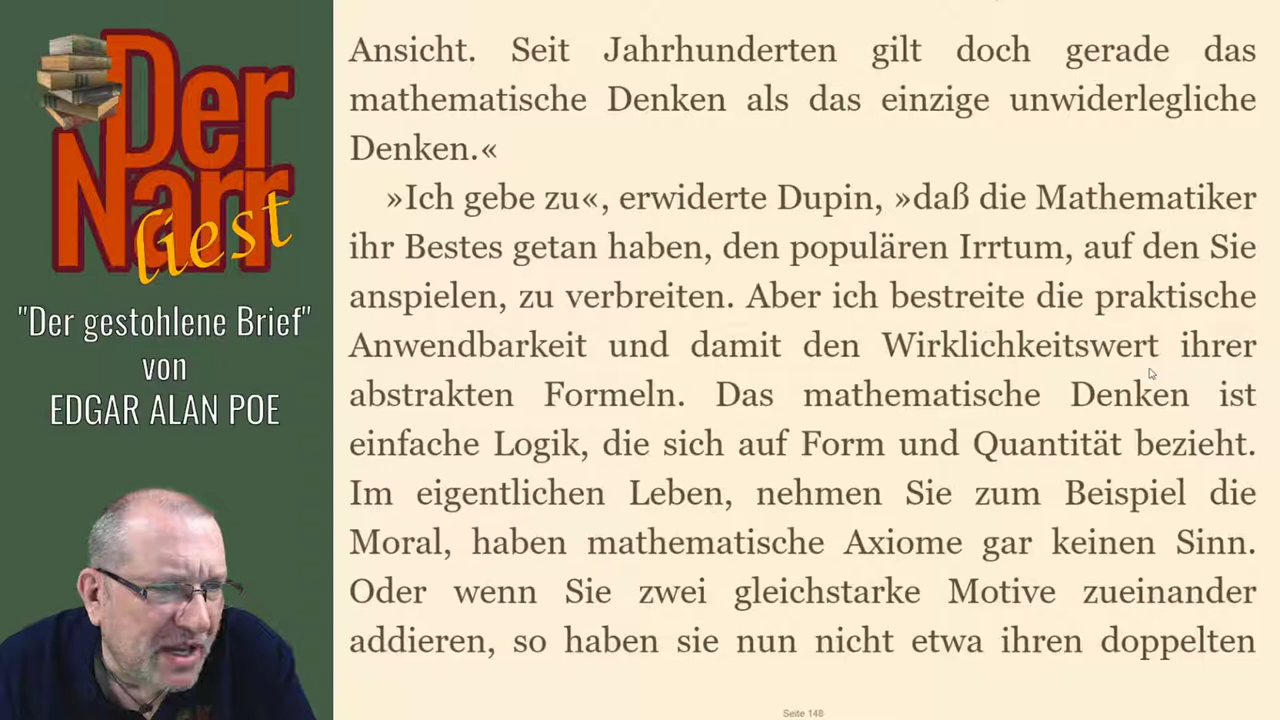 Der
Narr
liest
"Der gestohlene Brief"
von
EDGAR ALAN POE
Ansicht. Seit Jahrhunderten gilt doch gerade das
mathematische Denken als das einzige unwiderlegliche
Denken.«
»Ich gebe zu«, erwiderte Dupin, »daß die Mathematiker
ihr Bestes getan haben, den populären Irrtum, auf den Sie
anspielen, zu verbreiten. Aber ich bestreite die praktische
Anwendbarkeit und damit den Wirklichkeitswert ihrer
abstrakten Formeln. Das mathematische Denken ist
einfache Logik, die sich auf Form und Quantität bezieht.
Im eigentlichen Leben, nehmen Sie zum Beispiel die
Moral, haben mathematische Axiome gar keinen Sinn.
Oder wenn Sie zwei gleichstarke Motive zueinander
addieren, so haben sie nun nicht etwa ihren doppelten
Seite 148